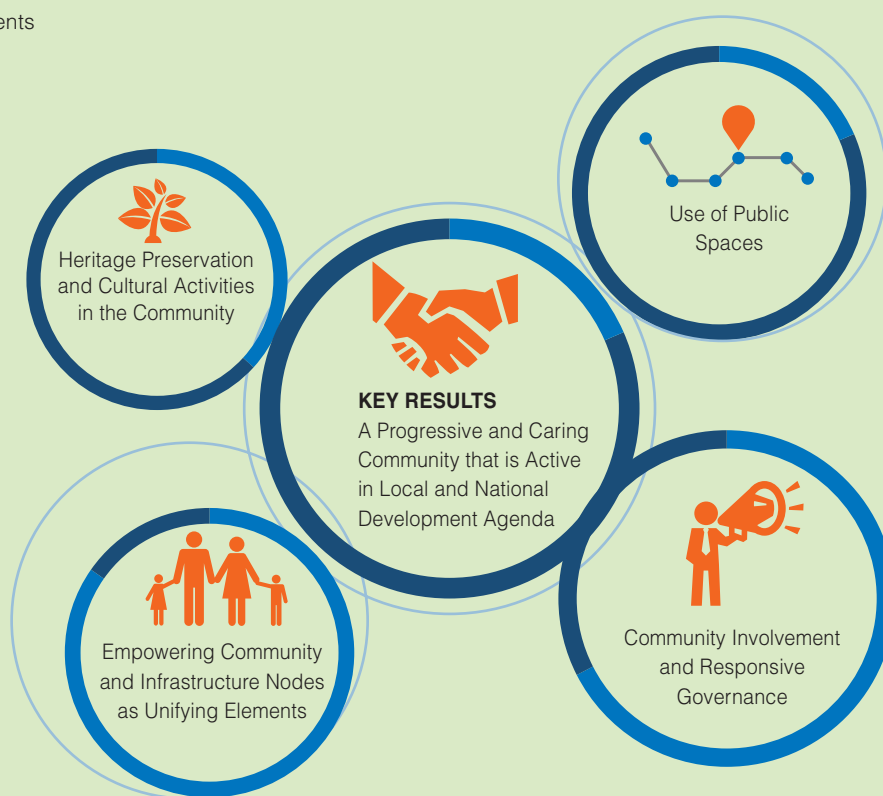 Use of Public
Spaces
Heritage Preservation
and Cultural Activities
in the Community
KEY RESULTS
A Progressive and Caring
Community that is Active
in Local and National
Development Agenda
Empowering Community
and Infrastructure Nodes
as Unifying Elements
Community Involvement
and Responsive
Governance